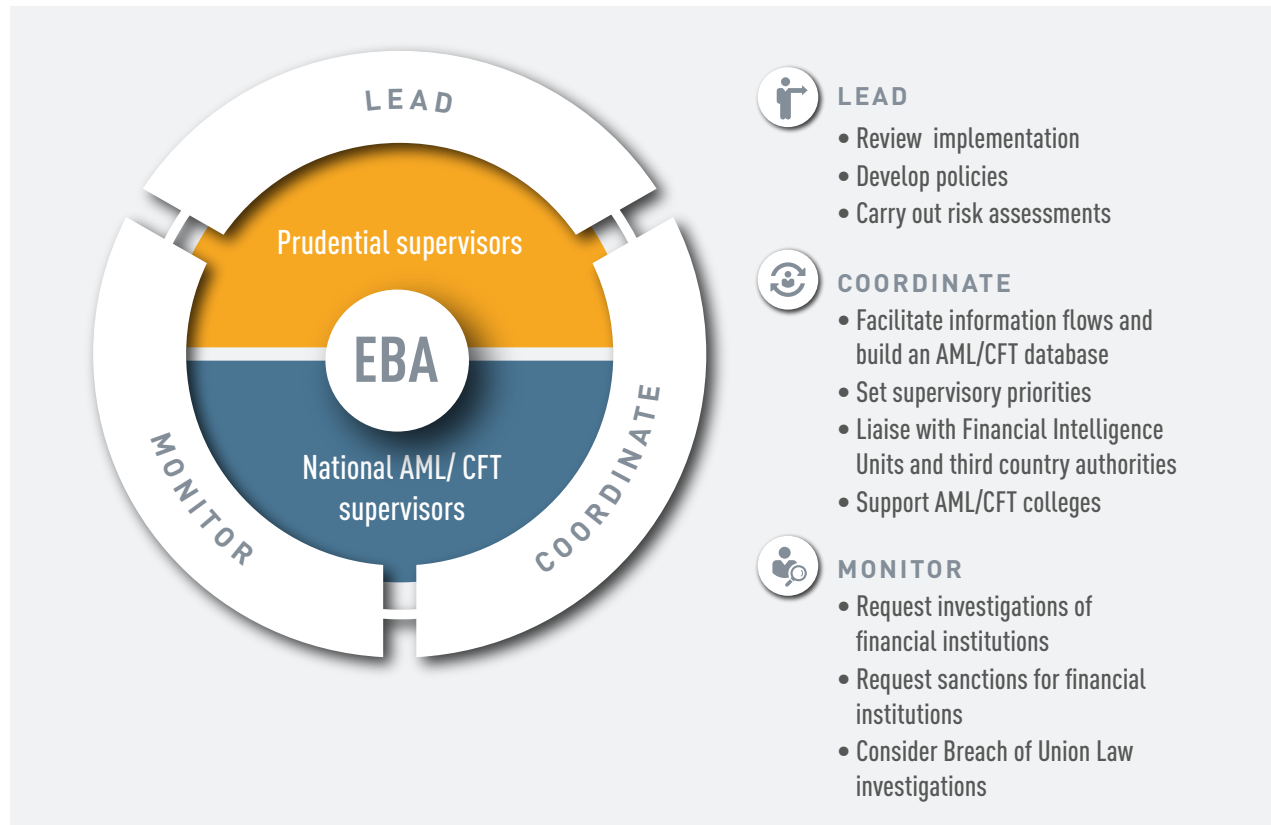 LEAD
Prudential supervisors
EBA
National AML/ CFT
supervisors
MONITOR
COORDINATE
LEAD
• Review implementation
• Develop policies
• Carry out risk assessments
COORDINATE
• Facilitate information flows and
build an AML/CFT database
• Set supervisory priorities
• Liaise with Financial Intelligence
Units and third country authorities
• Support AML/CFT colleges
MONITOR
• Request investigations of
financial institutions
• Request sanctions for financial
institutions
• Consider Breach of Union Law
investigations